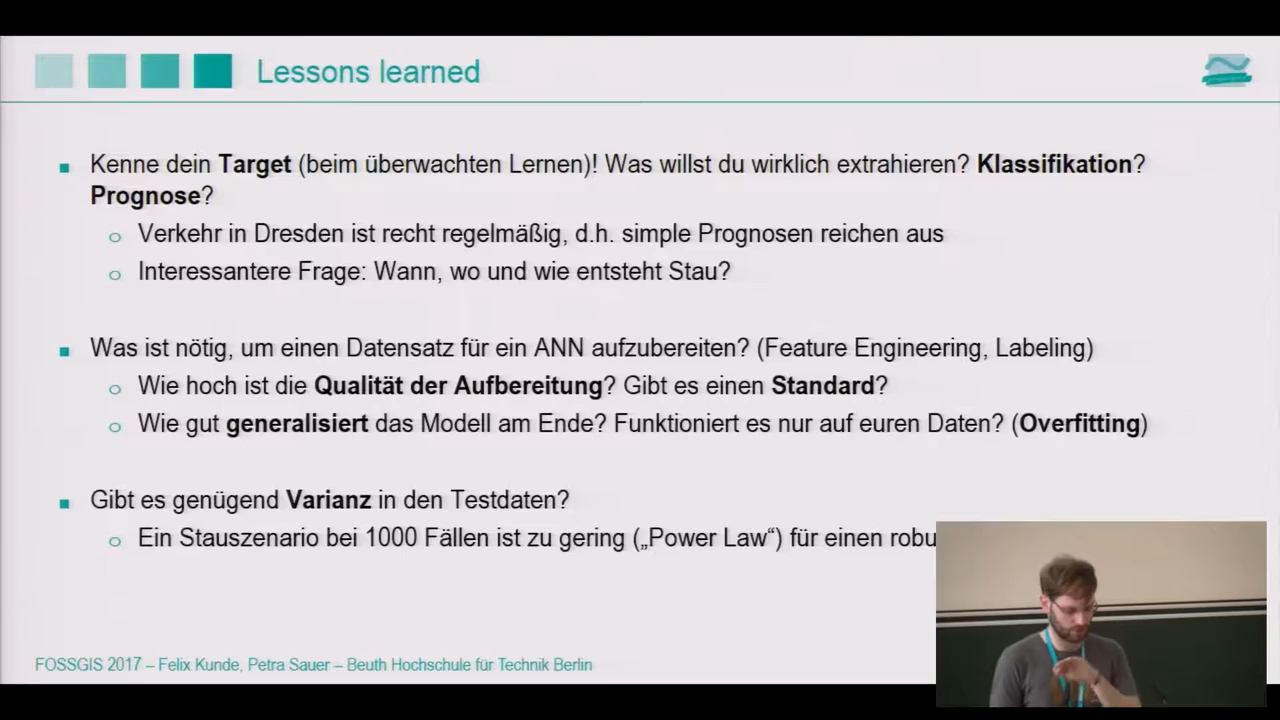 Lessons learned
Kenne dein Target (beim überwachten Lernen)! Was willst du wirklich extrahieren? Klassifikation?
Prognose?
Verkehr in Dresden ist recht regelmäßig, d.h. simple Prognosen reichen aus
Interessantere Frage: Wann, wo und wie entsteht Stau?
Was ist nötig, um einen Datensatz für ein ANN aufzubereiten? (Feature Engineering, Labeling)
Wie hoch ist die Qualität der Aufbereitung? Gibt es einen Standard?
Wie gut generalisiert das Modell am Ende? Funktioniert es nur auf euren Daten? (Overfitting)
Gibt es genügend Varianz in den Testdaten?
Ein Stauszenario bei 1000 Fällen ist zu gering („Power Law“) für einen
FOSSGIS 2017 – Felix Kunde, Petra Sauer – Beuth Hochschule für Technik Berlin